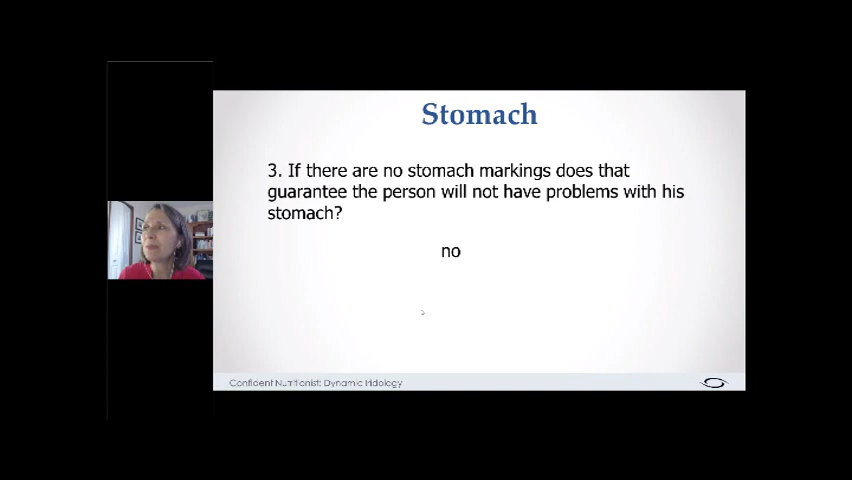 Stomach
3. If there are no stomach markings does that
guarantee the person will not have problems with his
stomach?
no
Confident Nutritionist: Dynamic Iridology